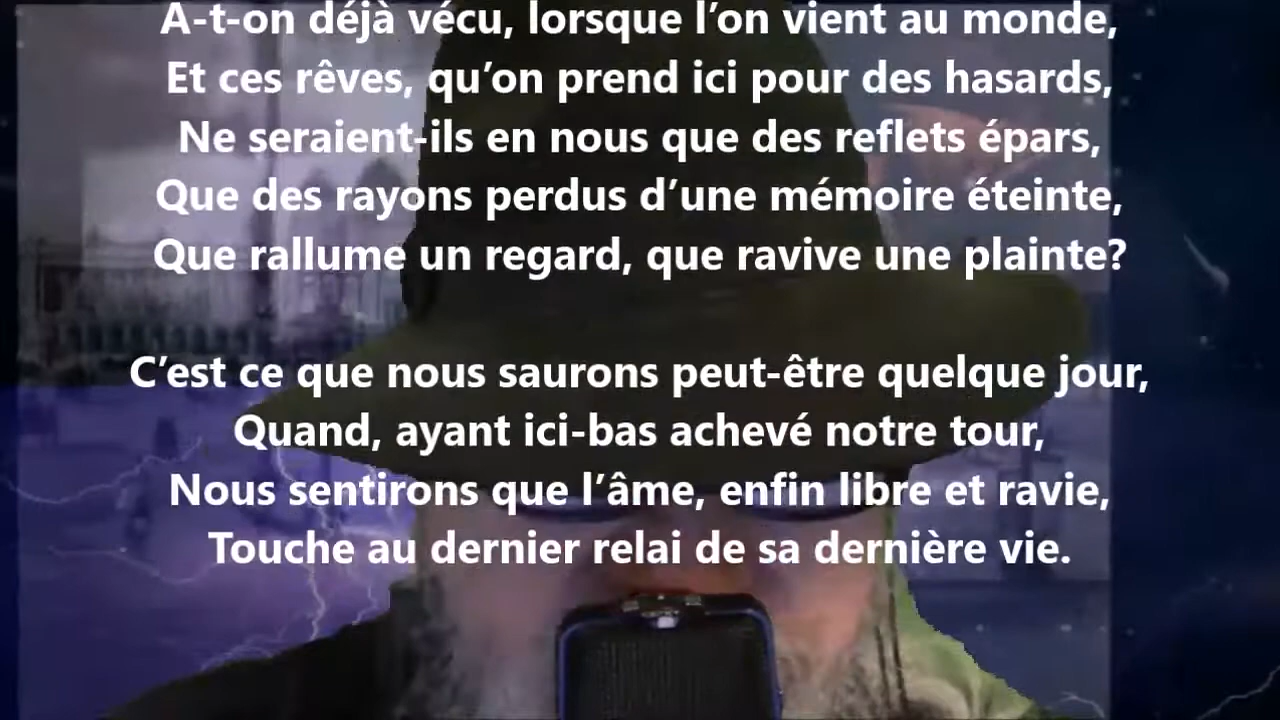 A-t-on déjà vécu, lorsque l’on vient au monde,
Et ces rêves, qu’on prend ici pour des hasards,
Ne seraient-ils en nous que des reflets épars,
Que des rayons perdus d’une mémoire éteinte,
Que rallume un regard, que ravive une plainte?
C’est ce que nous saurons peut-être quelque jour,
Quand, ayant ici-bas achevé notre tour,
Nous sentirons que l’âme, enfin libre et ravie,
Touche au dernier relai de sa dernière vie.